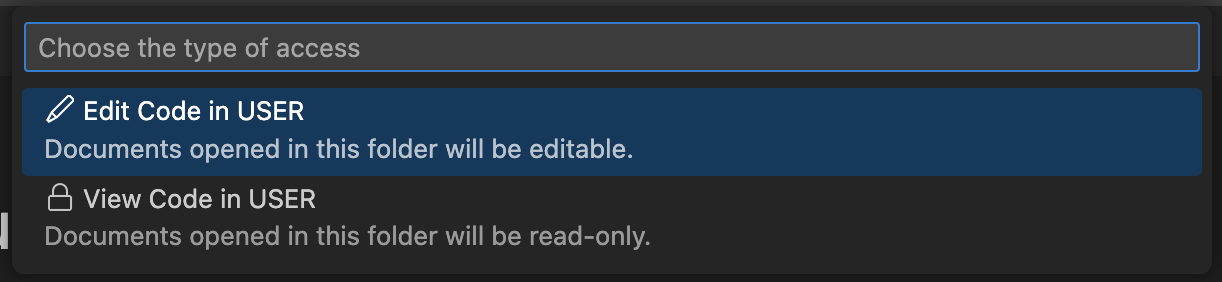 Choose the type of access
Edit Code in USER
Documents opened in this folder will be editable.
View Code in USER
Documents opened in this folder will be read-only.